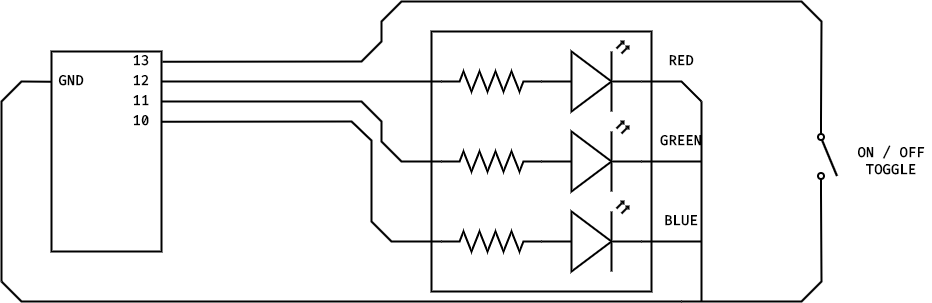 13
GND
12
11
10
RED
GREEN
BLUE
ON / OFF
TOGGLE